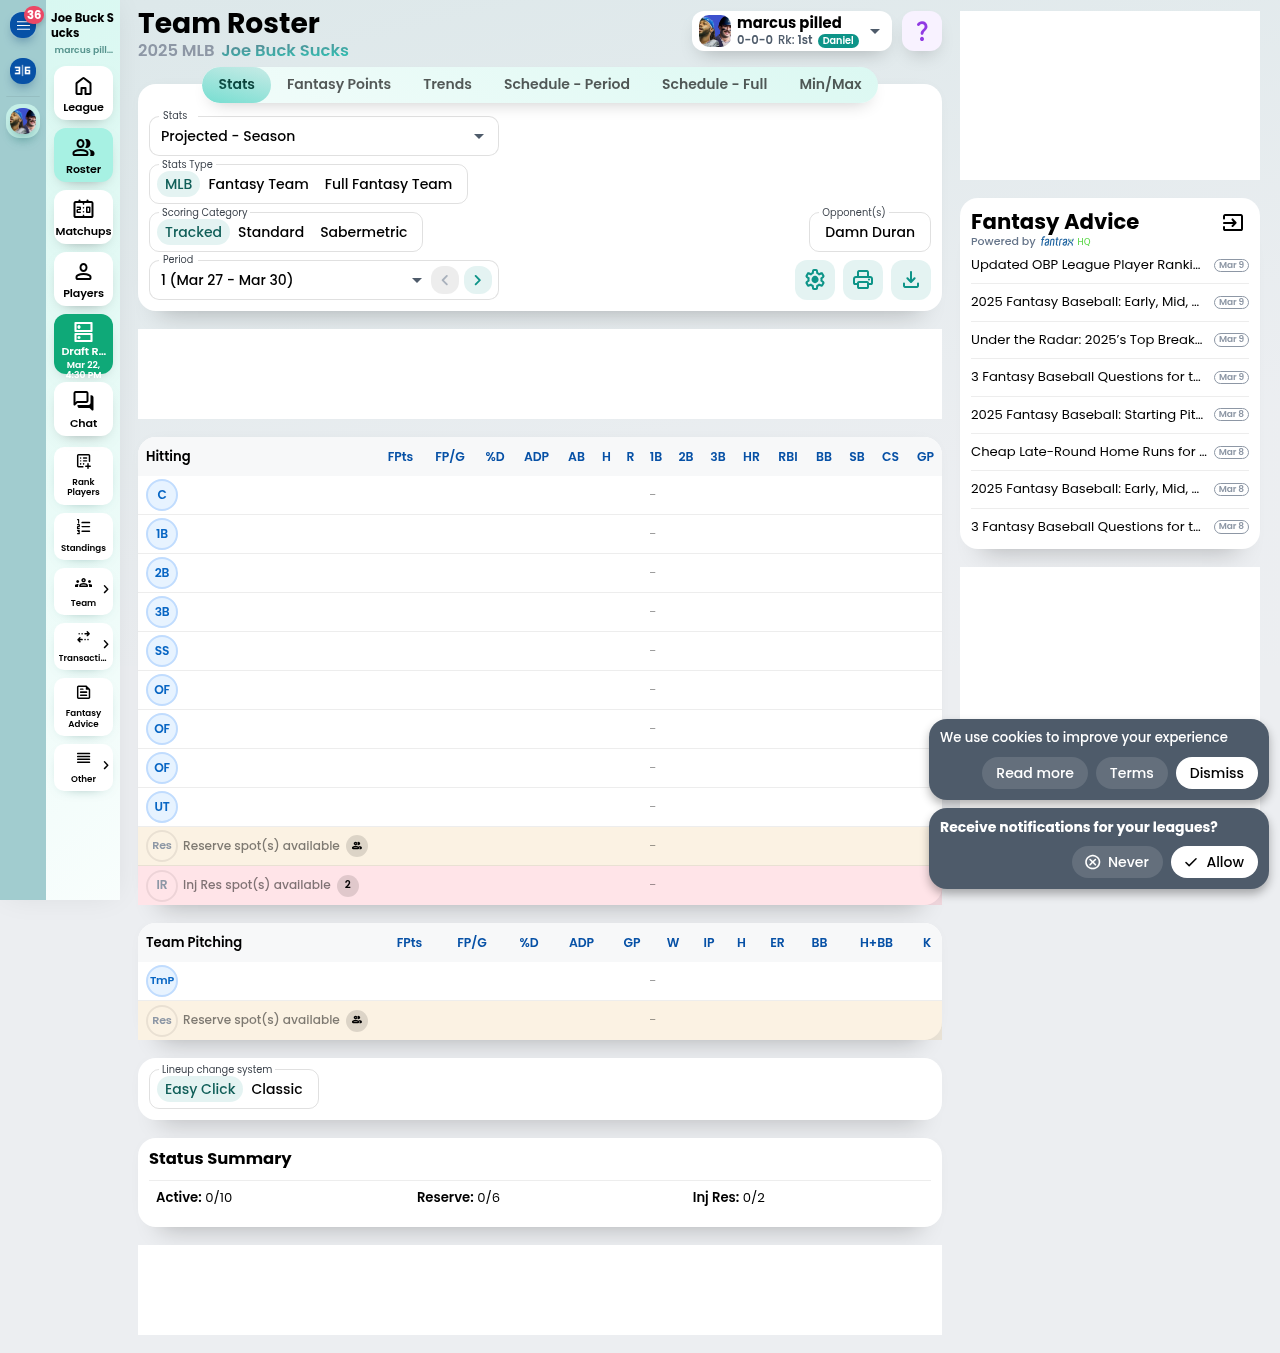 36
Joe Buck S
ucks
marcus pill...
League
Roster
Matchups
Players
Draft R...
Mar 22,
4:30 PM
Chat
Rank
Players
Standings
Team
Transacti...
Fantasy
Advice
Other
Team Roster
2025 MLB Joe Buck Sucks
marcus pilled
0-0-0 Rk: 1st Daniel
?
Stats Fantasy Points Trends Schedule - Period Schedule - Full Min/Max
Stats
Projected - Season
Stats Type
MLB Fantasy Team Full Fantasy Team
Scoring Category
Tracked Standard Sabermetric
Opponent(s)
Damn Duran
Period
1 (Mar 27 - Mar 30)
Hitting FPts FP/G %D ADP AB H R 1B 2B 3B HR RBI BB SB CS GP
C -
1B -
2B -
3B -
SS -
OF -
OF -
OF -
UT -
Res Reserve spot(s) available -
IR Inj Res spot(s) available 2 -
Team Pitching FPts FP/G %D ADP GP W IP H ER BB H+BB K
TmP -
Res Reserve spot(s) available -
Lineup change system
Easy Click Classic
Status Summary
Active: 0/10 Reserve: 0/6 Inj Res: 0/2
Fantasy Advice
Powered by fantrax HQ
Updated OBP League Player Ranki... Mar 9
2025 Fantasy Baseball: Early, Mid, ... Mar 9
Under the Radar: 2025’s Top Break... Mar 9
3 Fantasy Baseball Questions for t... Mar 9
2025 Fantasy Baseball: Starting Pit... Mar 8
Cheap Late-Round Home Runs for ... Mar 8
2025 Fantasy Baseball: Early, Mid, ... Mar 8
3 Fantasy Baseball Questions for t... Mar 8
We use cookies to improve your experience
Read more Terms Dismiss
Receive notifications for your leagues?
Never Allow